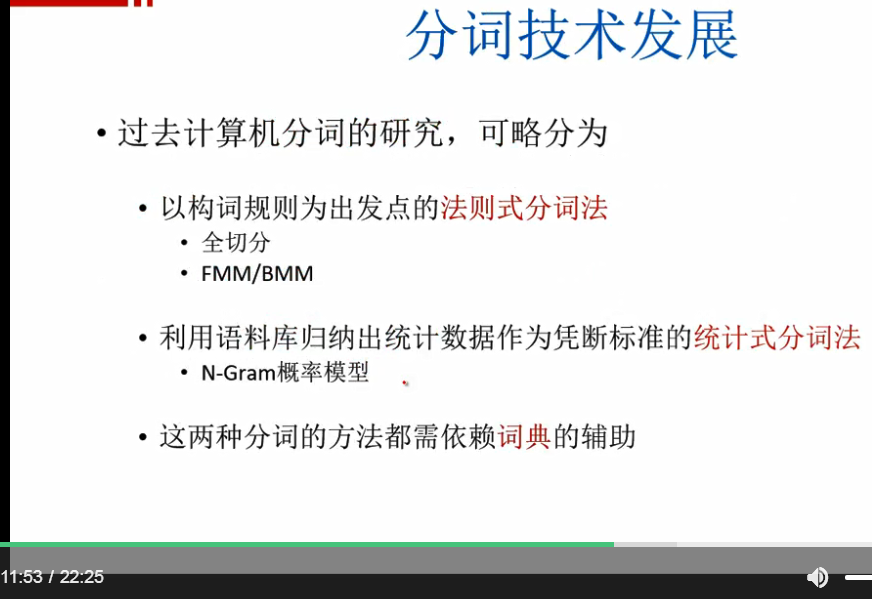 分词技术发展
• 过去计算机分词的研究，可略分为
• 以构词规则为出发点的法则式分词法
• 全切分
• FMM/BMM
• 利用语料库归纳出统计数据作为凭断标准的统计式分词法
• N-Gram概率模型
• 这两种分词的方法都需依赖词典的辅助
11:53 / 22:25